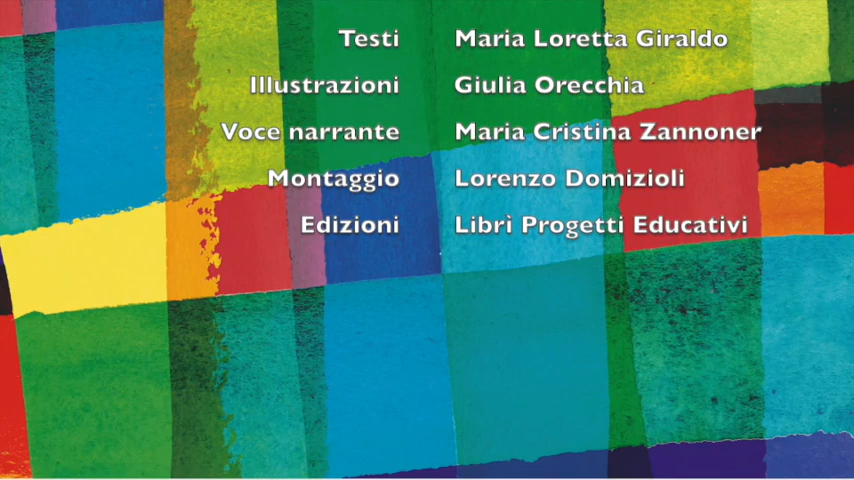 Testi Maria Loretta Giraldo
Illustrazioni Giulia Orecchia
Voce narrante Maria Cristina Zannoner
Montaggio Lorenzo Domizioli
Edizioni Librì Progetti Educativi